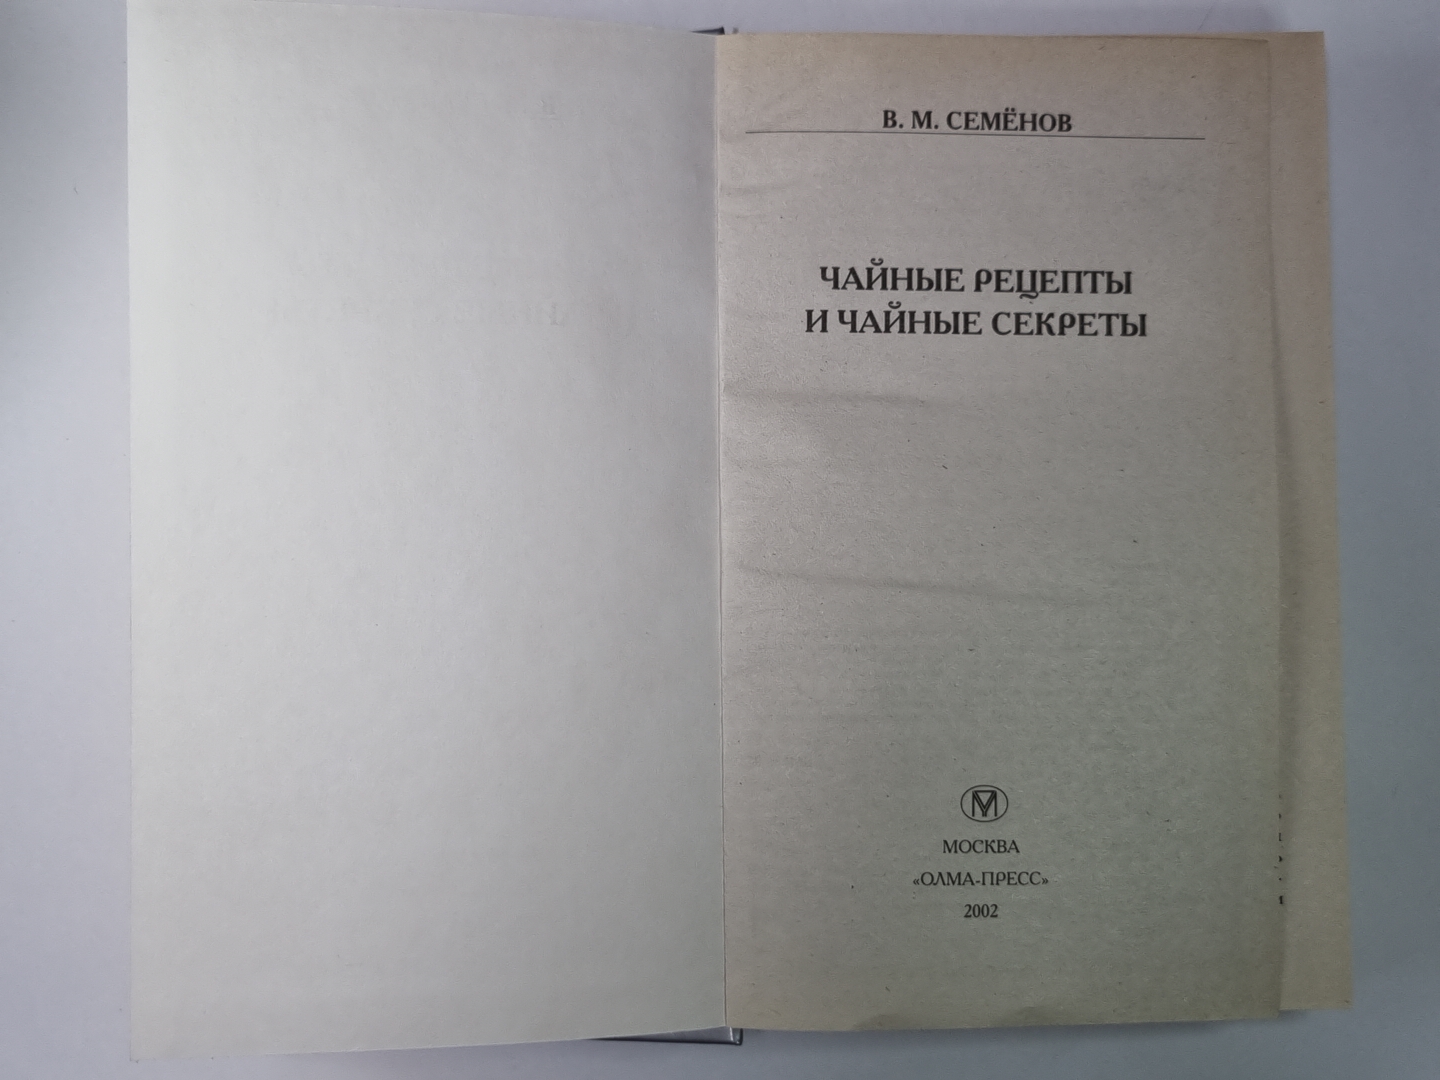 В. М. СЕМЁНОВ
ЧАЙНЫЕ РЕЦЕПТЫ
И ЧАЙНЫЕ СЕКРЕТЫ
МОСКВА
«ОЛМА-ПРЕСС»
2002